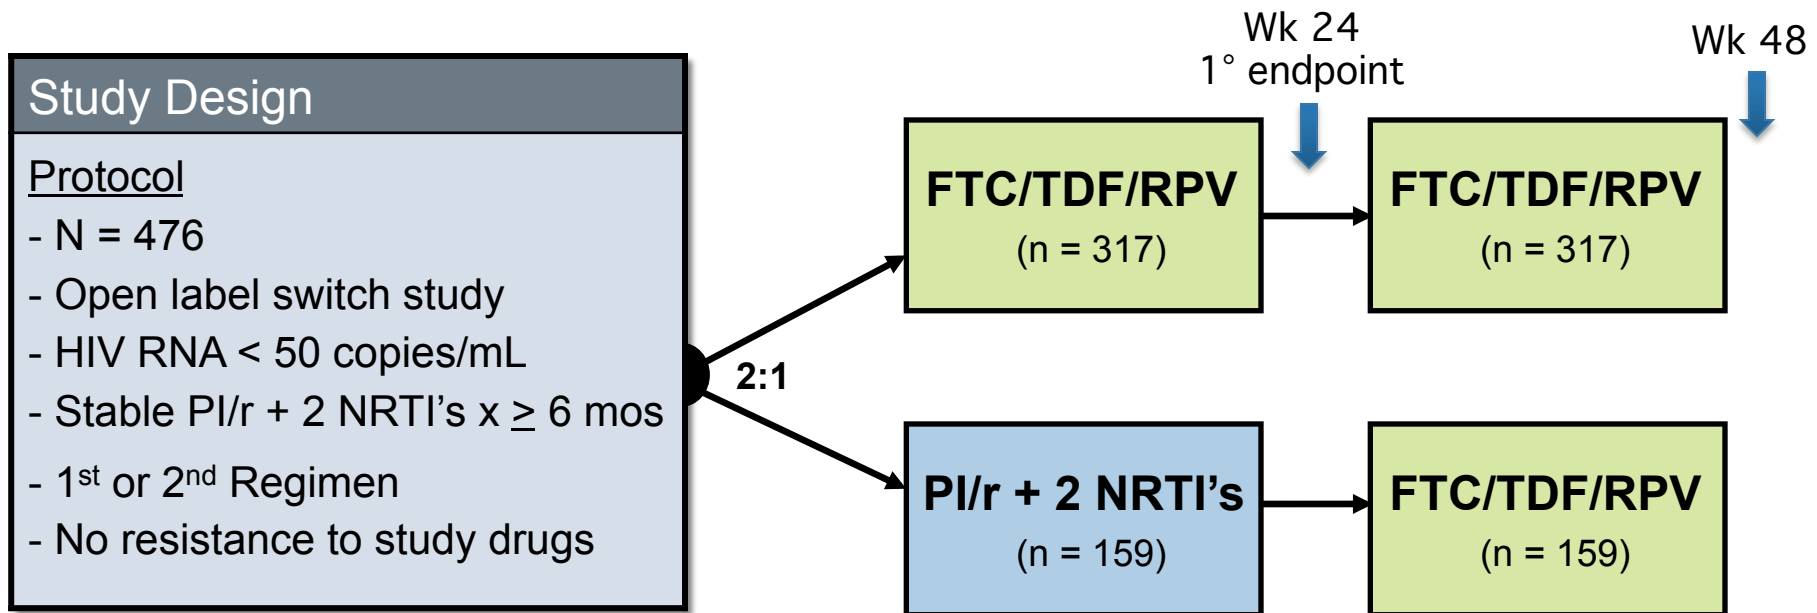 Study Design
Protocol
- N = 476
- Open label switch study
- HIV RNA < 50 copies/mL
- Stable PI/r + 2 NRTI’s x ≥ 6 mos
- 1st or 2nd Regimen
- No resistance to study drugs
2:1
Wk 24
1° endpoint
Wk 48
FTC/TDF/RPV
(n = 317)
FTC/TDF/RPV
(n = 317)
PI/r + 2 NRTI’s
(n = 159)
FTC/TDF/RPV
(n = 159)